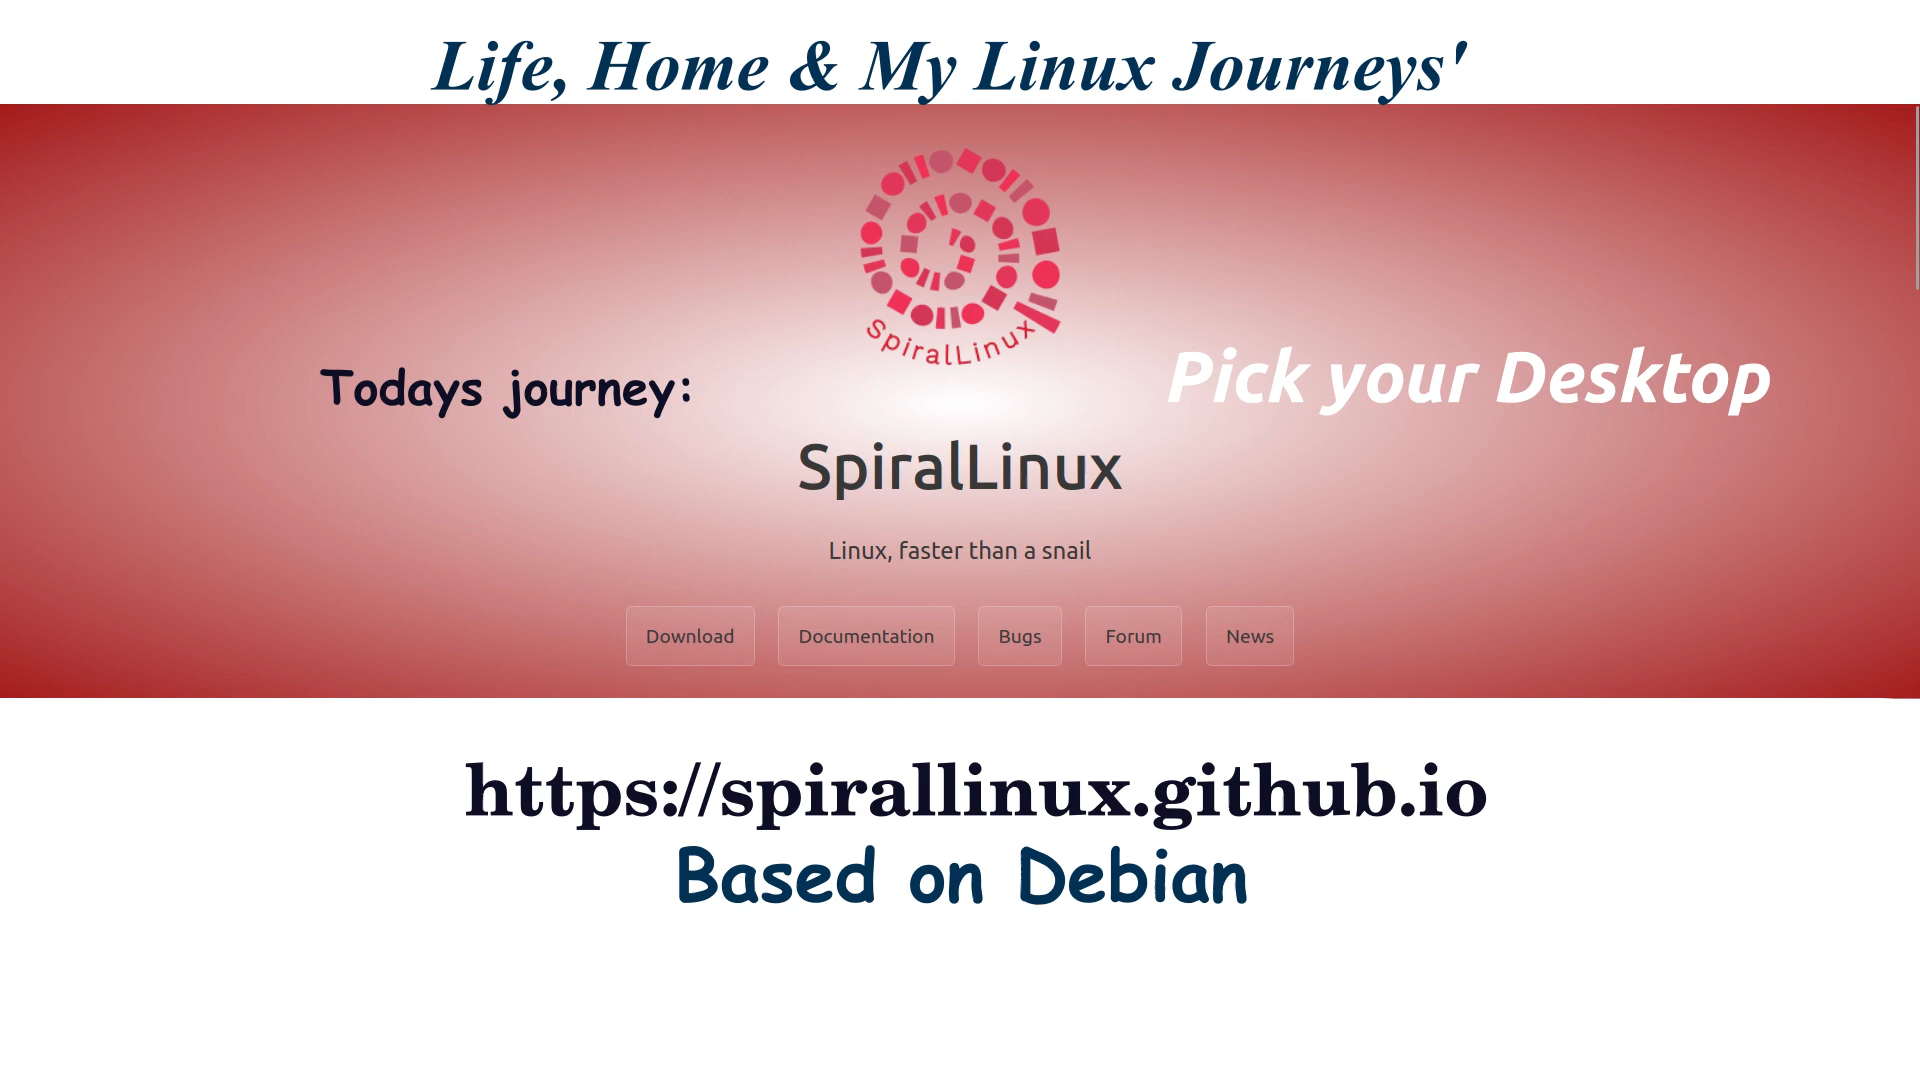 Life, Home & My Linux Journeys'
SpiralLinux
Todays journey:
Pick your Desktop
SpiralLinux
Linux, faster than a snail
Download
Documentation
Bugs
Forum
News
https://spirallinux.github.io
Based on Debian